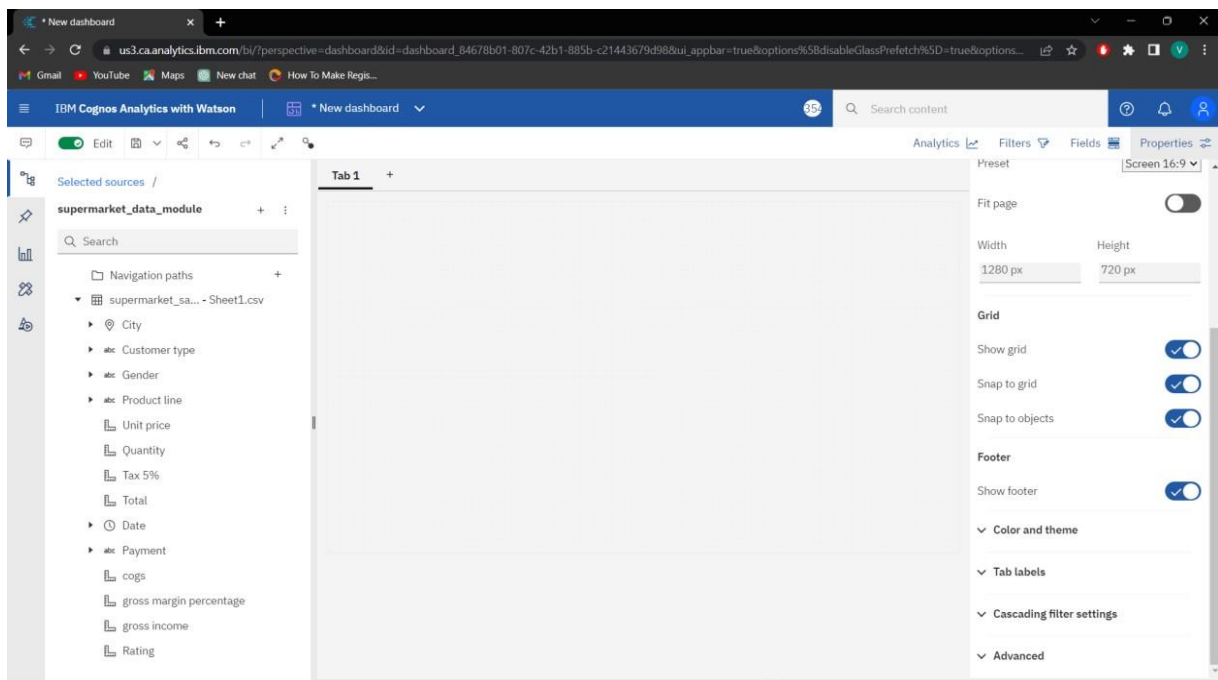 * New dashboard
us3.ca.analytics.ibm.com/bi/?perspective=dashboard&id=dashboard_84678b01-807c-42b1-885b-c21443679d98&ui_appbar=true&options%5BdisableGlassPrefetch%5D=true&options...
V
Gmail YouTube Maps New chat How To Make Regis...
IBM Cognos Analytics with Watson * New dashboard Search content
Edit Analytics Filters Fields Properties
Selected sources /
supermarket_data_module
Search
Navigation paths
supermarket_sa... - Sheet1.csv
City
abc Customer type
abc Gender
abc Product line
Unit price
Quantity
Tax 5%
Total
Date
abc Payment
cogs
gross margin percentage
gross income
Rating
Tab 1 +
Preset Screen 16:9
Fit page
Width Height
1280 px 720 px
Grid
Show grid
Snap to grid
Snap to objects
Footer
Show footer
Color and theme
Tab labels
Cascading filter settings
Advanced